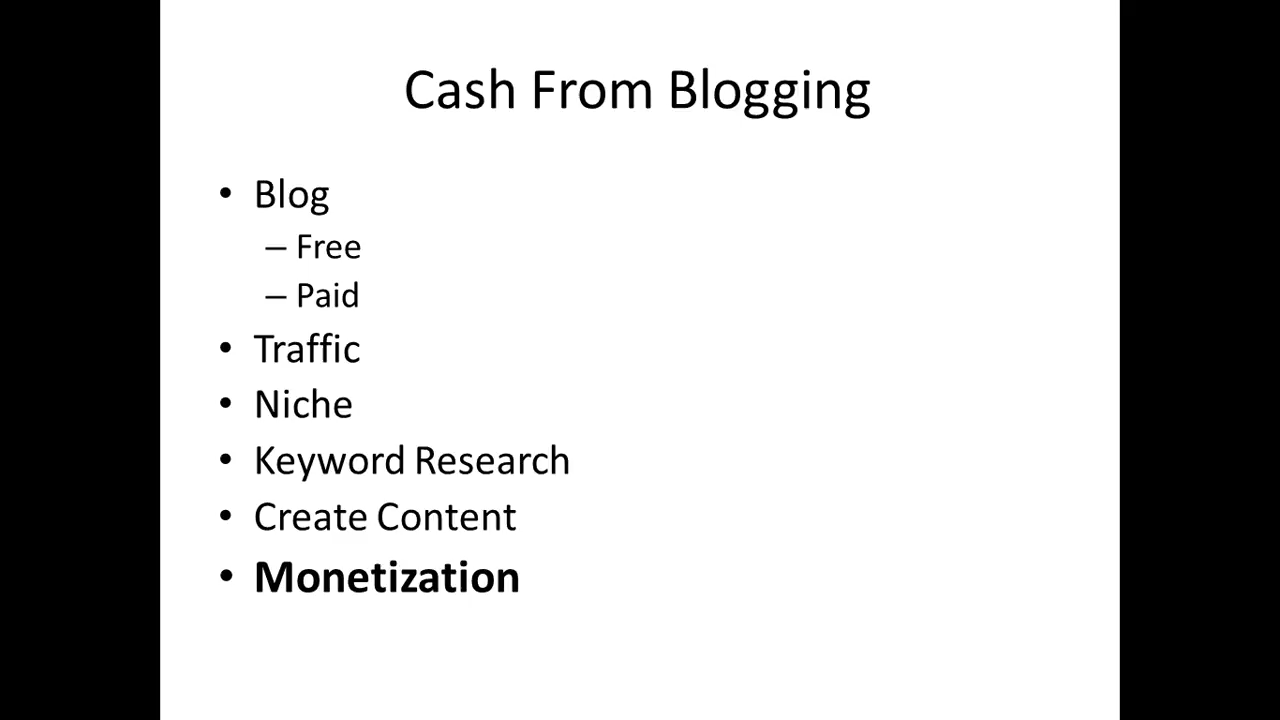 Cash From Blogging
• Blog
– Free
– Paid
• Traffic
• Niche
• Keyword Research
• Create Content
• Monetization